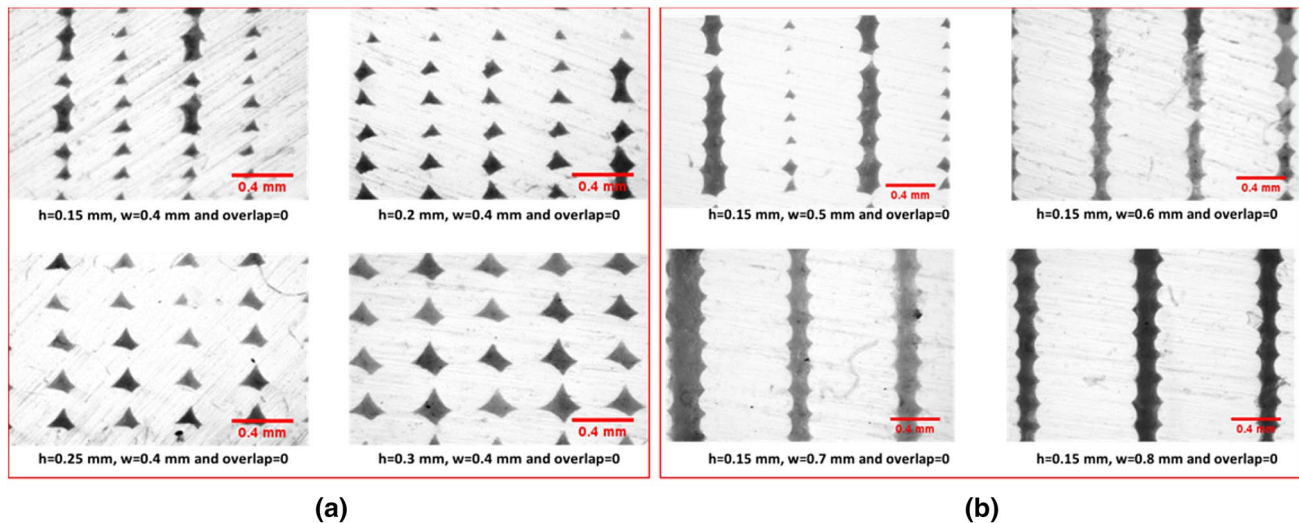 0.4 mm
0.4 mm
h=0.15 mm, w=0.4 mm and overlap=0
h=0.2 mm, w=0.4 mm and overlap=0
0.4 mm
0.4 mm
h=0.25 mm, w=0.4 mm and overlap=0
h=0.3 mm, w=0.4 mm and overlap=0
(a)
0.4 mm
0.4 mm
h=0.15 mm, w=0.5 mm and overlap=0
h=0.15 mm, w=0.6 mm and overlap=0
0.4 mm
0.4 mm
h=0.15 mm, w=0.7 mm and overlap=0
h=0.15 mm, w=0.8 mm and overlap=0
(b)